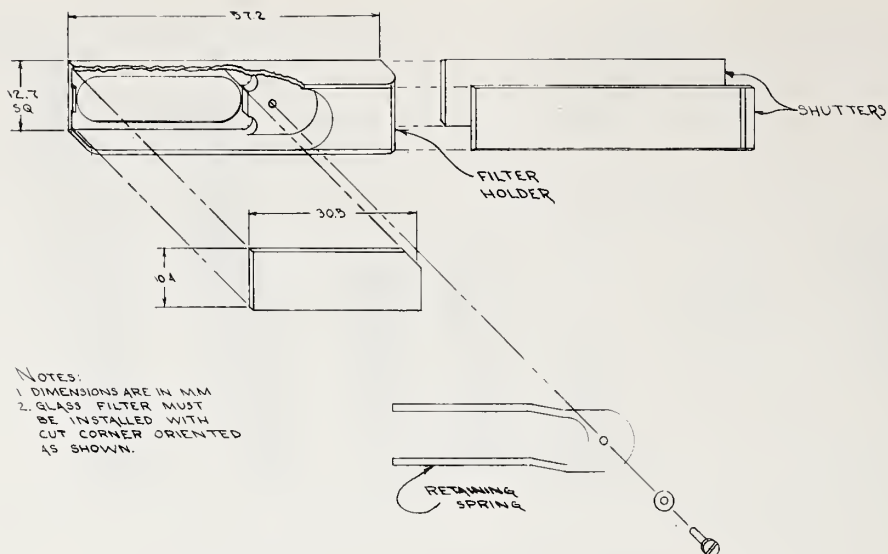 57.2
12.7
SQ
SHUTTERS
FILTER
HOLDER
30.5
10.4
NOTES:
1 DIMENSIONS ARE IN MM
2. GLASS FILTER MUST
BE INSTALLED WITH
CUT CORNER ORIENTED
AS SHOWN.
RETAINING
SPRING